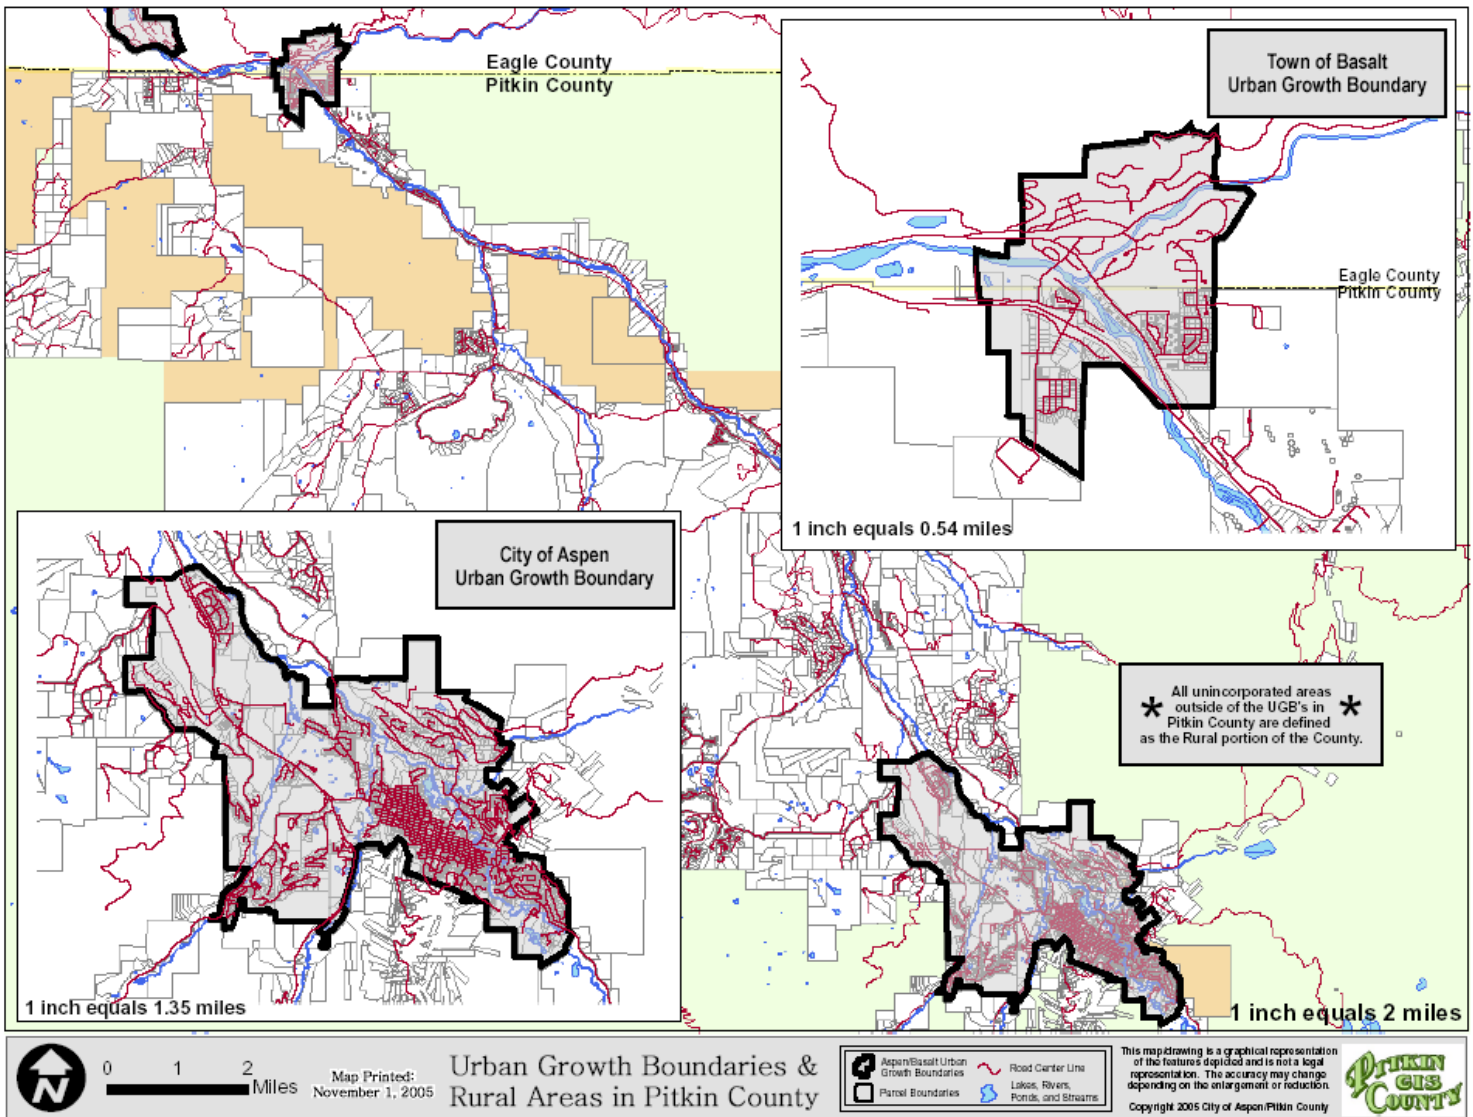 Eagle County
Pitkin County
Town of Basalt
Urban Growth Boundary
Eagle County
Pitkin County
1 inch equals 0.54 miles
City of Aspen
Urban Growth Boundary
1 inch equals 1.35 miles
* All unincorporated areas *
outside of the UGB's in
Pitkin County are defined
as the Rural portion of the County.
1 inch equals 2 miles
N
0 1 2
Miles
Map Printed:
November 1, 2005
Urban Growth Boundaries &
Rural Areas in Pitkin County
Aspen/Basalt Urban
Growth Boundaries
Parcel Boundaries
Road Center Line
Lakes, Rivers,
Ponds, and Streams
This map/drawing is a graphical representation
of the features depicted and is not a legal
representation. The accuracy may change
depending on the enlargement or reduction.
Copyright 2005 City of Aspen/Pitkin County
PITKIN
GIS
COUNTY